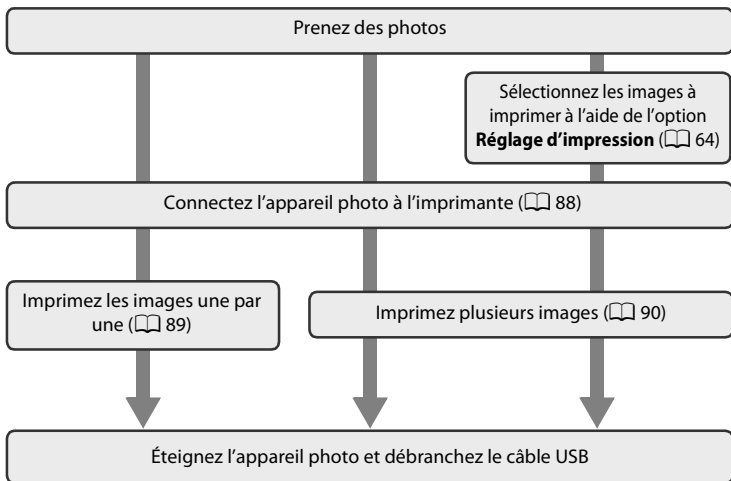 Prenez des photos
Sélectionnez les images à
imprimer à l'aide de l'option
Réglage d'impression (📖 64)
Connectez l'appareil photo à l'imprimante (📖 88)
Imprimez les images une par
une (📖 89)
Imprimez plusieurs images (📖 90)
Éteignez l'appareil photo et débranchez le câble USB